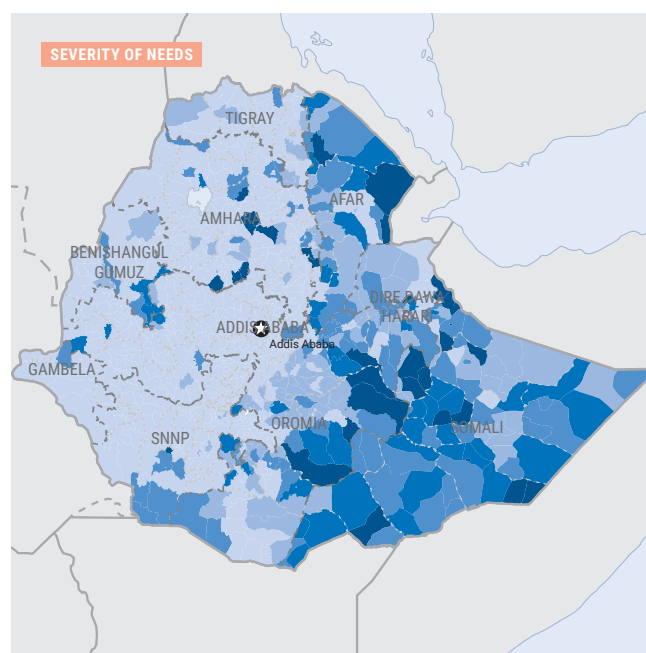 SEVERITY OF NEEDS
TIGRAY
AFAR
AMHARA
BENISHANGUL
GUMUZ
DIRE DAWA
HARARI
ADDIS ABABA
Addis Ababa
GAMBELA
OROMIA
SOMALI
SNNP